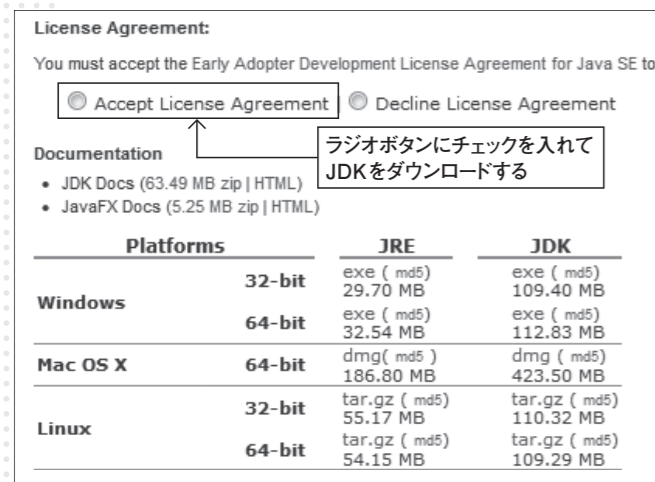 License Agreement:
You must accept the Early Adopter Development License Agreement for Java SE to
Accept License Agreement | Decline License Agreement
ラジオボタンにチェックを入れて
JDKをダウンロードする
Documentation
• JDK Docs (63.49 MB zip | HTML)
• JavaFX Docs (5.25 MB zip | HTML)
Platforms JRE JDK
Windows
32-bit exe ( md5) exe ( md5)
29.70 MB 109.40 MB
64-bit exe ( md5) exe ( md5)
32.54 MB 112.83 MB
Mac OS X 64-bit dmg( md5 ) dmg ( md5)
186.80 MB 423.50 MB
Linux
32-bit tar.gz ( md5) tar.gz ( md5)
55.17 MB 110.32 MB
64-bit tar.gz ( md5) tar.gz ( md5)
54.15 MB 109.29 MB